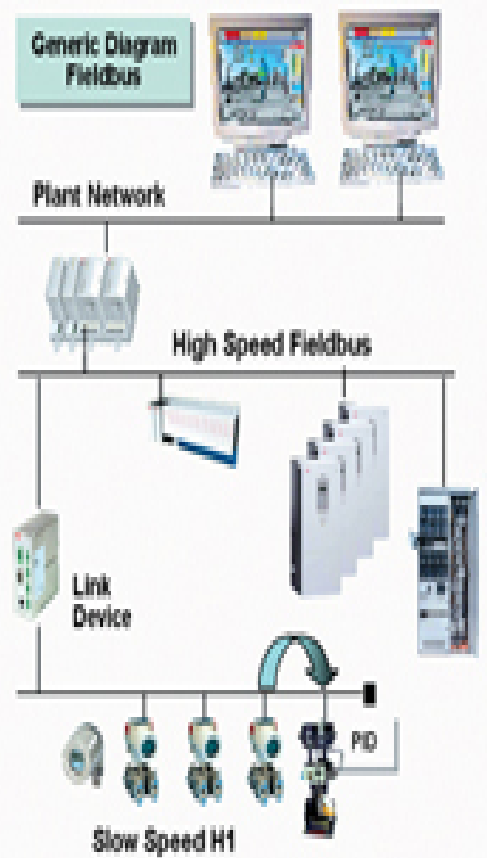 Generic Diagram
Fieldbus
Plant Network
High Speed Fieldbus
Link
Device
PID
Slow Speed H1